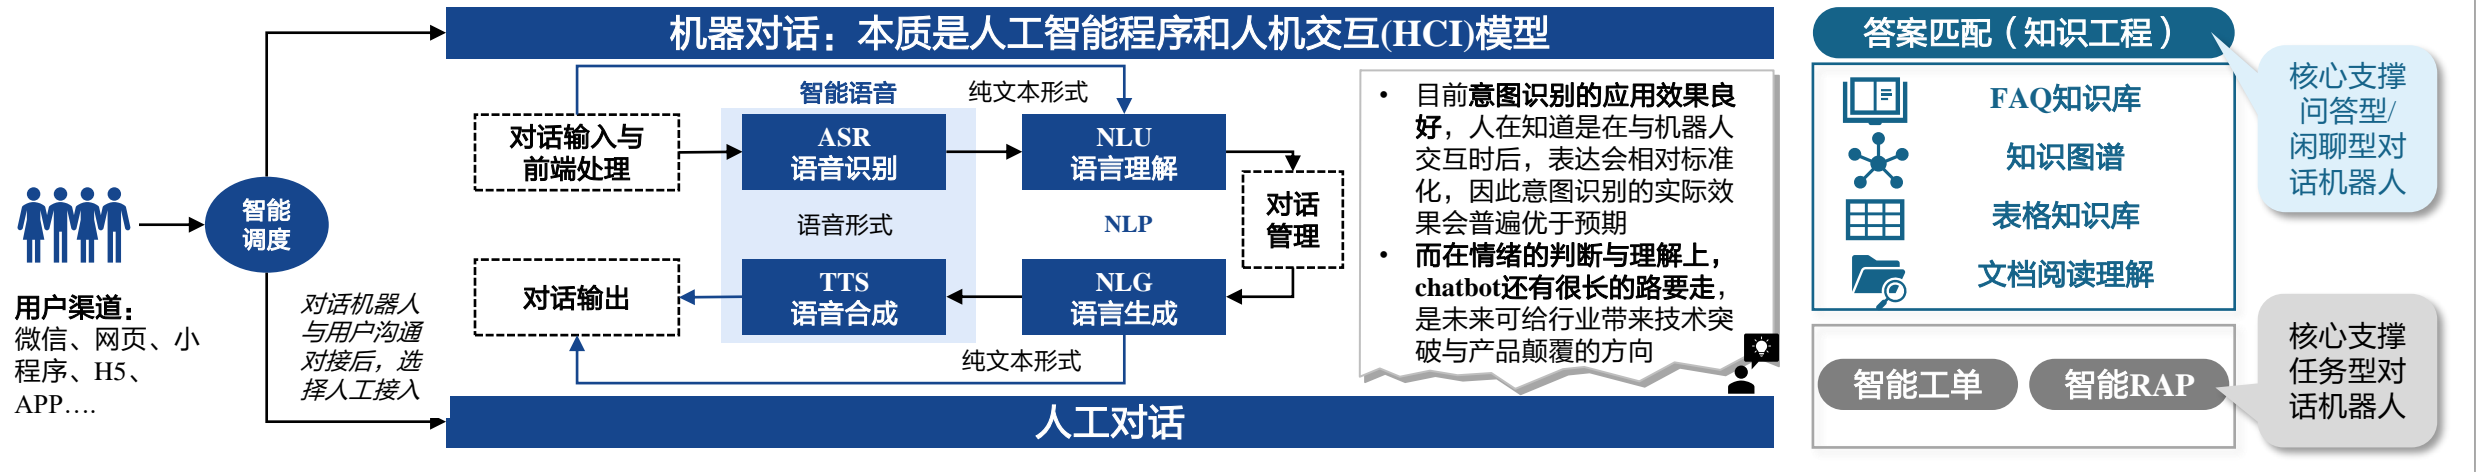 机器对话：本质是人工智能程序和人机交互(HCI)模型
智能语音
纯文本形式
对话输入与
前端处理
ASR
语音识别
NLU
语言理解
智能
调度
语音形式
NLP
对话
管理
对话输出
TTS
语音合成
NLG
语言生成
纯文本形式
用户渠道：
微信、网页、小
程序、H5、
APP….
对话机器人
与用户沟通
对接后，选
择人工接入
• 目前意图识别的应用效果良
好，人在知道是在与机器人
交互时后，表达会相对标准
化，因此意图识别的实际效
果会普遍优于预期
• 而在情绪的判断与理解上，
chatbot还有很长的路要走，
是未来可给行业带来技术突
破与产品颠覆的方向
人工对话
答案匹配（知识工程）
FAQ知识库
知识图谱
表格知识库
文档阅读理解
核心支撑
问答型/
闲聊型对
话机器人
智能工单
智能RAP
核心支撑
任务型对
话机器人